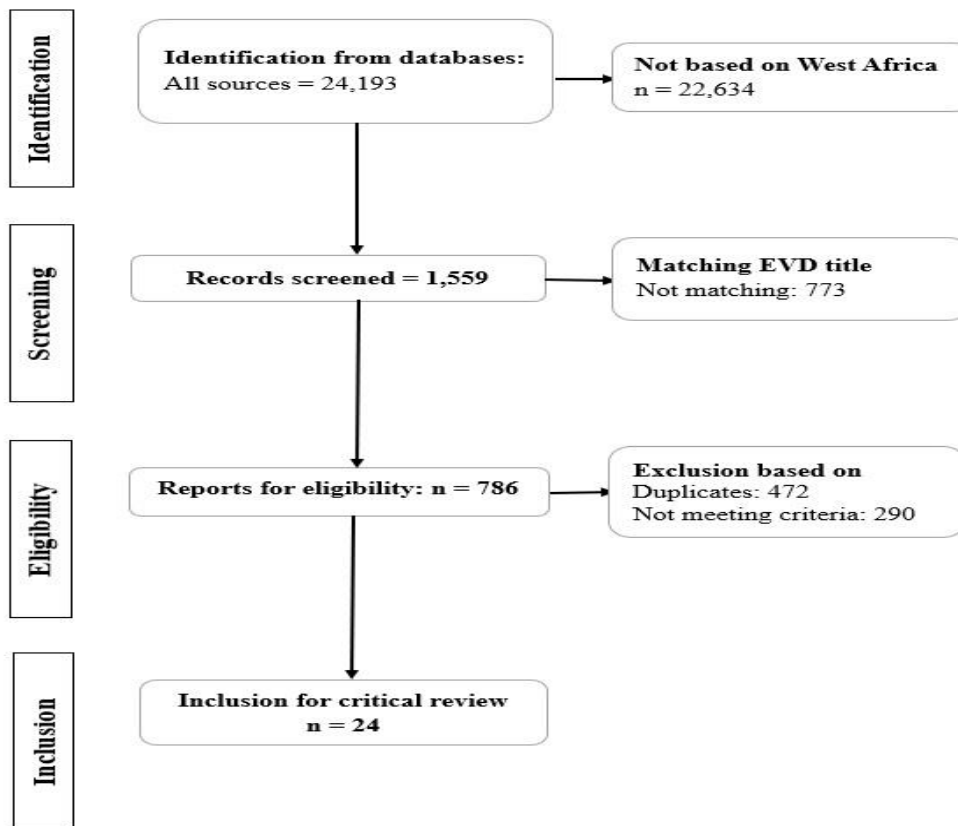 Identification
Identification from databases:
All sources = 24,193
Not based on West Africa
n = 22,634
Screening
Records screened = 1,559
Matching EVD title
Not matching: 773
Eligibility
Reports for eligibility: n = 786
Exclusion based on
Duplicates: 472
Not meeting criteria: 290
Inclusion
Inclusion for critical review
n = 24